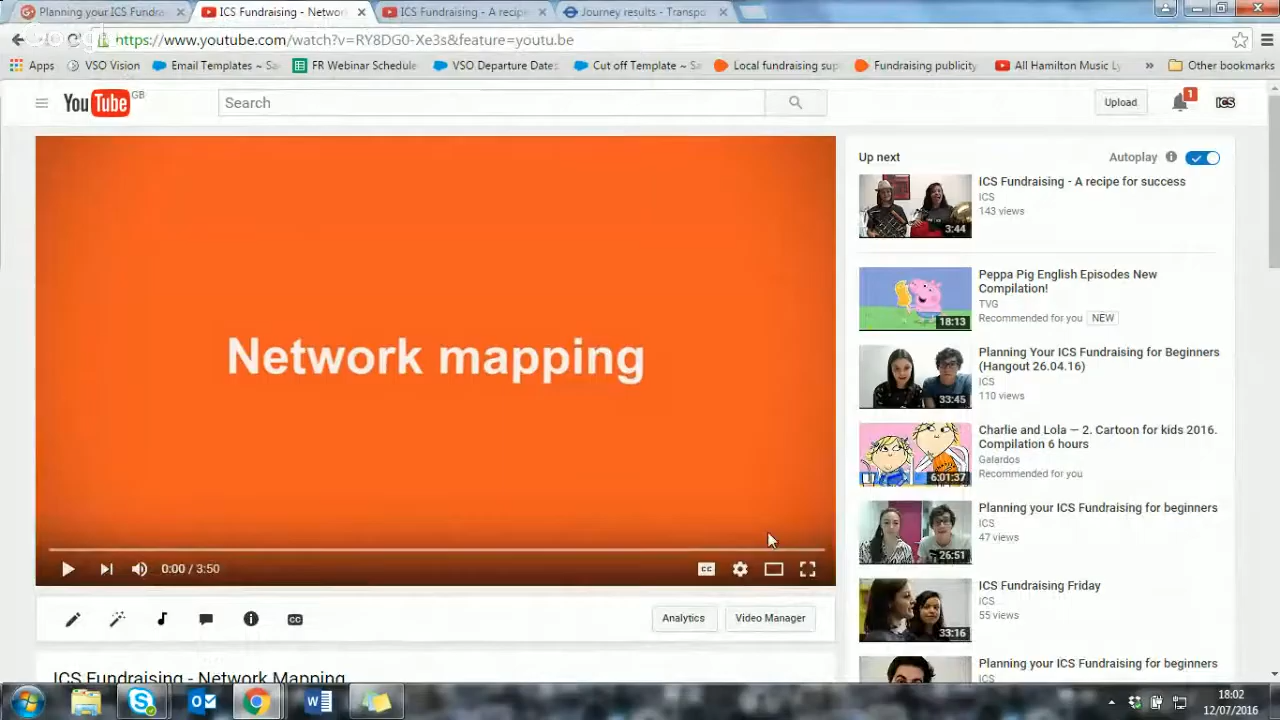 Planning your ICS Fundra
ICS Fundraising - Networ
ICS Fundraising - A recipe
Journey results - Transpo
https://www.youtube.com/watch?v=RY8DG0-Xe3s&feature=youtu.be
Apps
VSO Vision
Email Templates ~ Sa
FR Webinar Schedule
VSO Departure Date
Cut off Template ~ Sa
Local fundraising sup
Fundraising publicity
All Hamilton Music Ly
Other bookmarks
YouTube GB
Search
Upload
1
ICS
Network mapping
0:00 / 3:50
CC
CC
Analytics
Video Manager
ICS Fundraising - Network Mapping
Up next
Autoplay
ICS Fundraising - A recipe for success
ICS
143 views
3:44
Peppa Pig English Episodes New
Compilation!
TVG
Recommended for you NEW
18:13
Planning Your ICS Fundraising for Beginners
(Hangout 26.04.16)
ICS
110 views
33:45
Charlie and Lola — 2. Cartoon for kids 2016.
Compilation 6 hours
Galardos
Recommended for you
6:01:37
Planning your ICS Fundraising for beginners
ICS
47 views
26:51
ICS Fundraising Friday
ICS
55 views
33:16
Planning your ICS Fundraising for beginners
ICS
18:02
12/07/2016